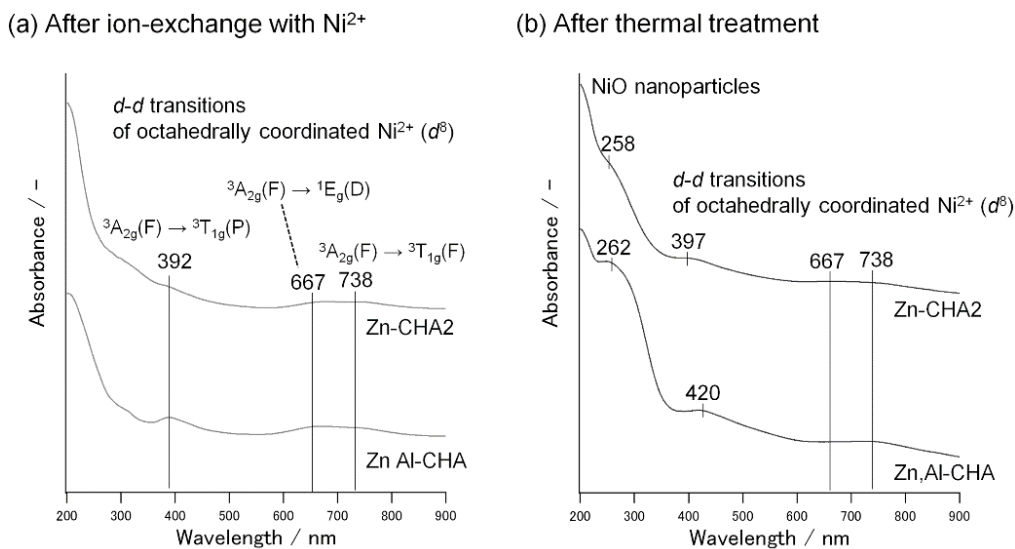 (a) After ion-exchange with Ni²⁺
d-d transitions
of octahedrally coordinated Ni²⁺ (d⁸)
³A₂g(F) → ¹Eg(D)
³A₂g(F) → ³T₁g(P)
³A₂g(F) → ³T₁g(F)
392
667
738
Zn-CHA2
Zn Al-CHA
Absorbance / –
200 300 400 500 600 700 800 900
Wavelength / nm
(b) After thermal treatment
NiO nanoparticles
258
d-d transitions
of octahedrally coordinated Ni²⁺ (d⁸)
262
397
667
738
Zn-CHA2
420
Zn,Al-CHA
Absorbance / –
200 300 400 500 600 700 800 900
Wavelength / nm